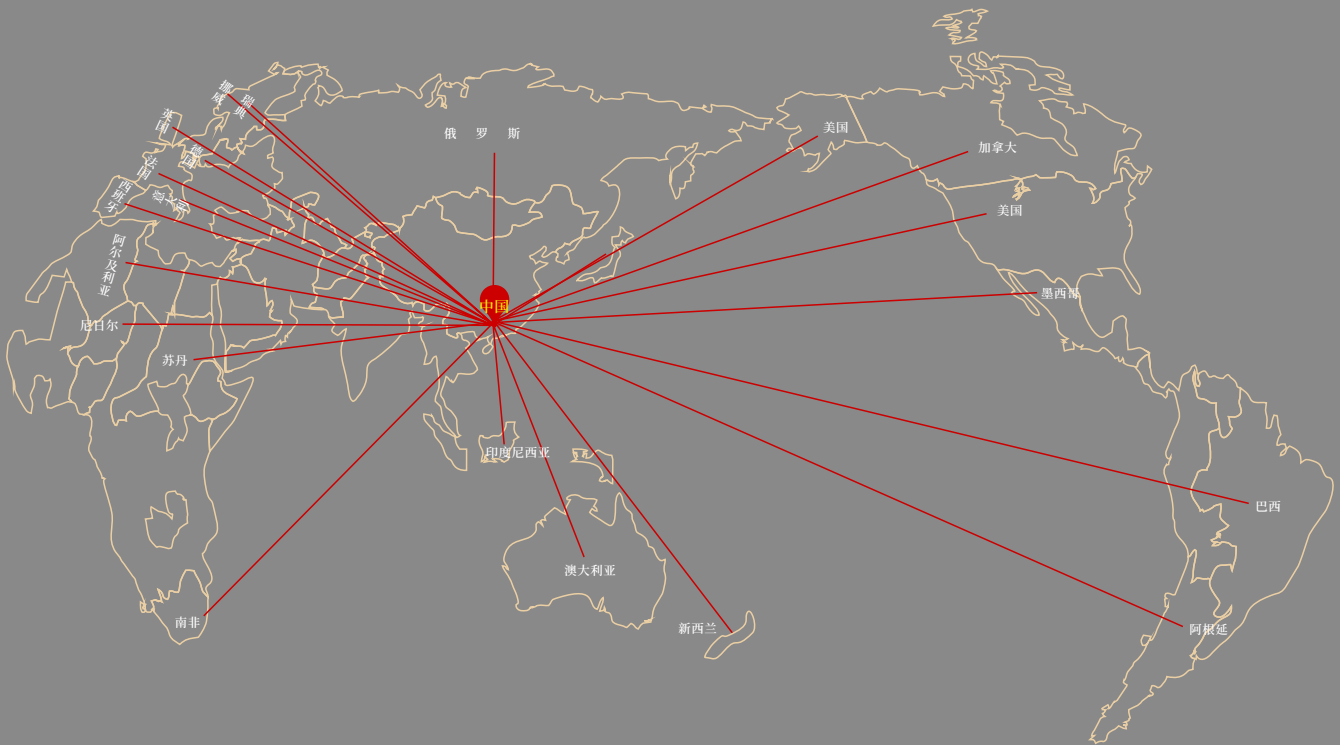 挪威
瑞典
英国
俄罗斯
美国
加拿大
德国
法国
意大利
西班牙
美国
阿尔及利亚
墨西哥
中国
尼日尔
苏丹
印度尼西亚
巴西
澳大利亚
南非
新西兰
阿根廷